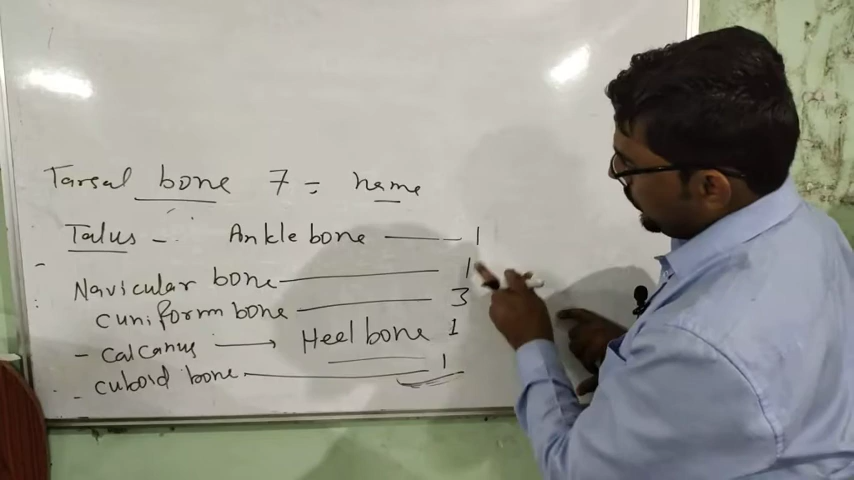 Tarsal bone 7 = name
Talus - Ankle bone - 1
Navicular bone - 1
Cuniform bone - 3
- Calcanus → Heel bone 1
- Cuboid bone - 1